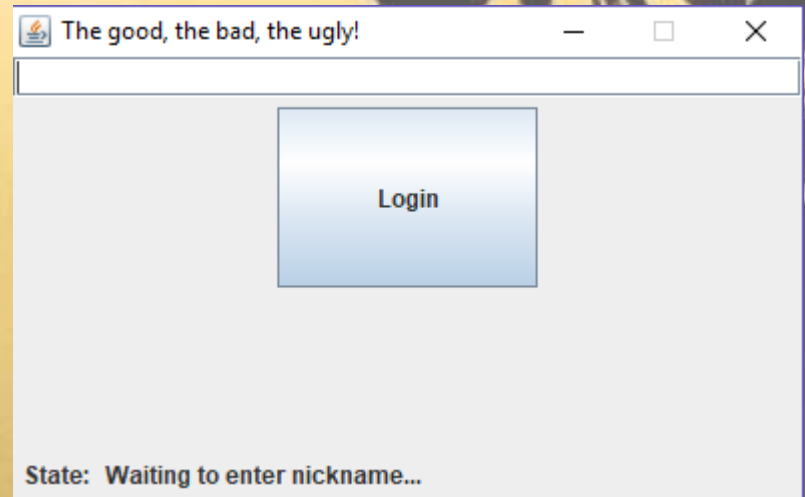 The good, the bad, the ugly!
Login
State: Waiting to enter nickname...